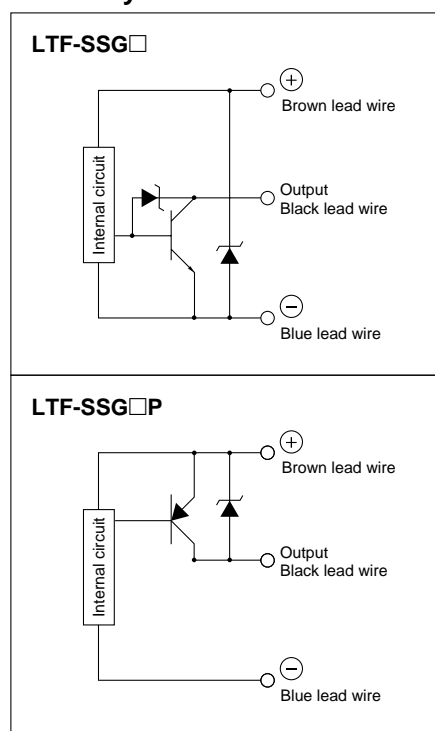 LTF-SSG□
⊕
Brown lead wire
Internal circuit
Output
Black lead wire
⊖
Blue lead wire
LTF-SSG□P
⊕
Brown lead wire
Internal circuit
Output
Black lead wire
⊖
Blue lead wire